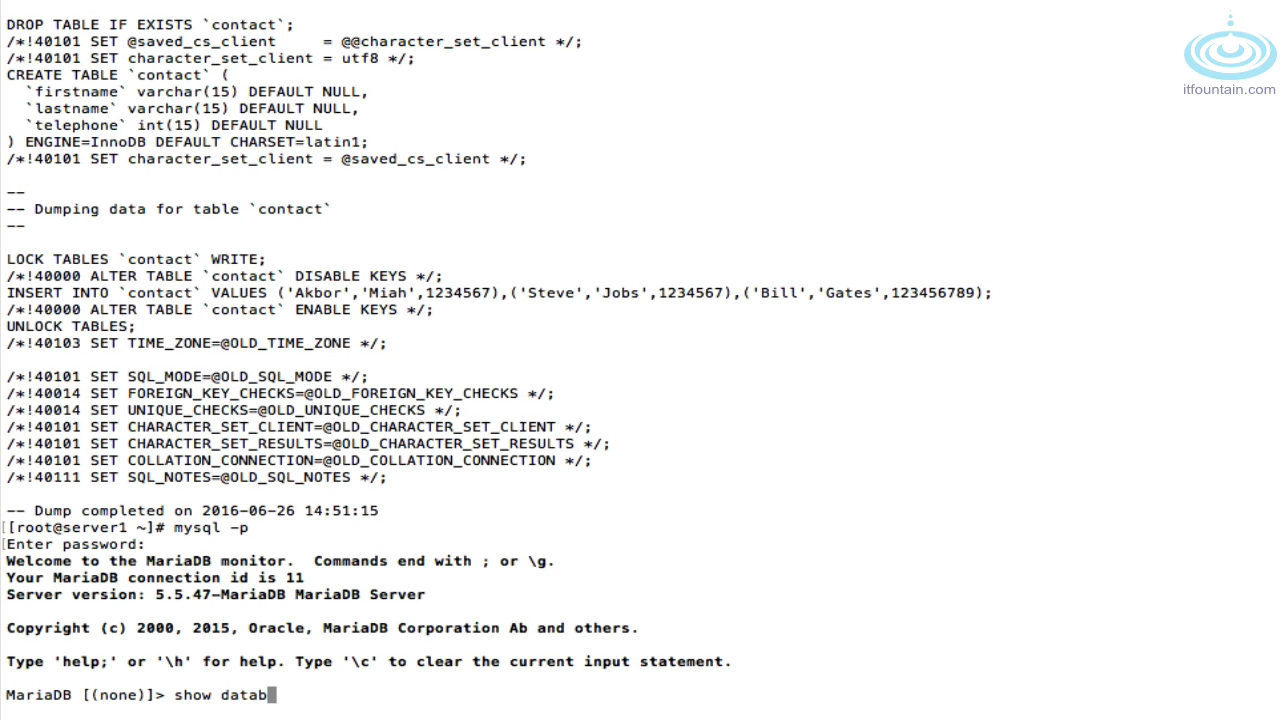 DROP TABLE IF EXISTS `contact`;
/*!40101 SET @saved_cs_client     = @@character_set_client */;
/*!40101 SET character_set_client = utf8 */;
CREATE TABLE `contact` (
  `firstname` varchar(15) DEFAULT NULL,
  `lastname` varchar(15) DEFAULT NULL,
  `telephone` int(15) DEFAULT NULL
) ENGINE=InnoDB DEFAULT CHARSET=latin1;
/*!40101 SET character_set_client = @saved_cs_client */;
--
-- Dumping data for table `contact`
--
LOCK TABLES `contact` WRITE;
/*!40000 ALTER TABLE `contact` DISABLE KEYS */;
INSERT INTO `contact` VALUES ('Akbor','Miah',1234567),('Steve','Jobs',1234567),('Bill','Gates',123456789);
/*!40000 ALTER TABLE `contact` ENABLE KEYS */;
UNLOCK TABLES;
/*!40103 SET TIME_ZONE=@OLD_TIME_ZONE */;
/*!40101 SET SQL_MODE=@OLD_SQL_MODE */;
/*!40014 SET FOREIGN_KEY_CHECKS=@OLD_FOREIGN_KEY_CHECKS */;
/*!40014 SET UNIQUE_CHECKS=@OLD_UNIQUE_CHECKS */;
/*!40101 SET CHARACTER_SET_CLIENT=@OLD_CHARACTER_SET_CLIENT */;
/*!40101 SET CHARACTER_SET_RESULTS=@OLD_CHARACTER_SET_RESULTS */;
/*!40101 SET COLLATION_CONNECTION=@OLD_COLLATION_CONNECTION */;
/*!40111 SET SQL_NOTES=@OLD_SQL_NOTES */;
-- Dump completed on 2016-06-26 14:51:15
[[root@server1 ~]# mysql -p
[Enter password:
Welcome to the MariaDB monitor.  Commands end with ; or \g.
Your MariaDB connection id is 11
Server version: 5.5.47-MariaDB MariaDB Server
Copyright (c) 2000, 2015, Oracle, MariaDB Corporation Ab and others.
Type 'help;' or '\h' for help. Type '\c' to clear the current input statement.
MariaDB [(none)]> show datab
itfountain.com